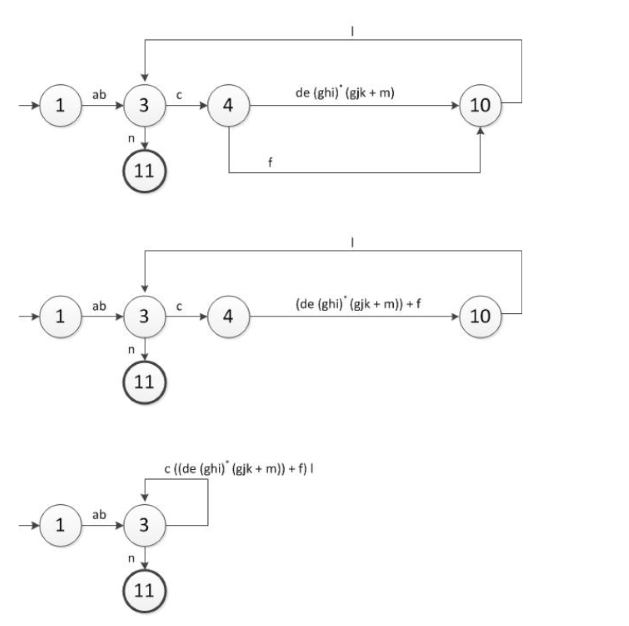 l
ab
c
de (ghi)* (gjk + m)
1
3
4
10
n
f
11
l
ab
c
(de (ghi)* (gjk + m)) + f
1
3
4
10
n
11
c ((de (ghi)* (gjk + m)) + f) l
ab
1
3
n
11